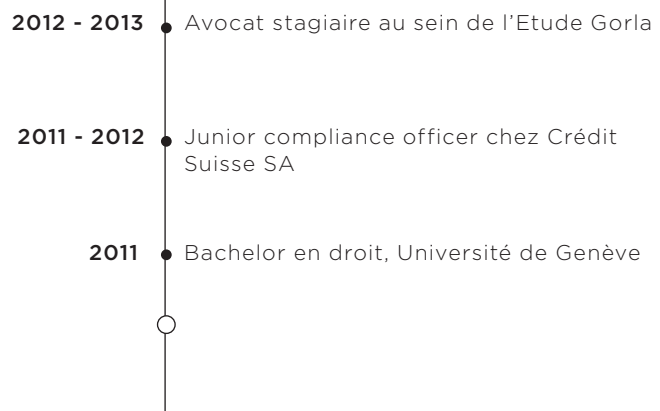 2012 - 2013 Avocat stagiaire au sein de l’Etude Gorla
2011 - 2012 Junior compliance officer chez Crédit
Suisse SA
2011 Bachelor en droit, Université de Genève